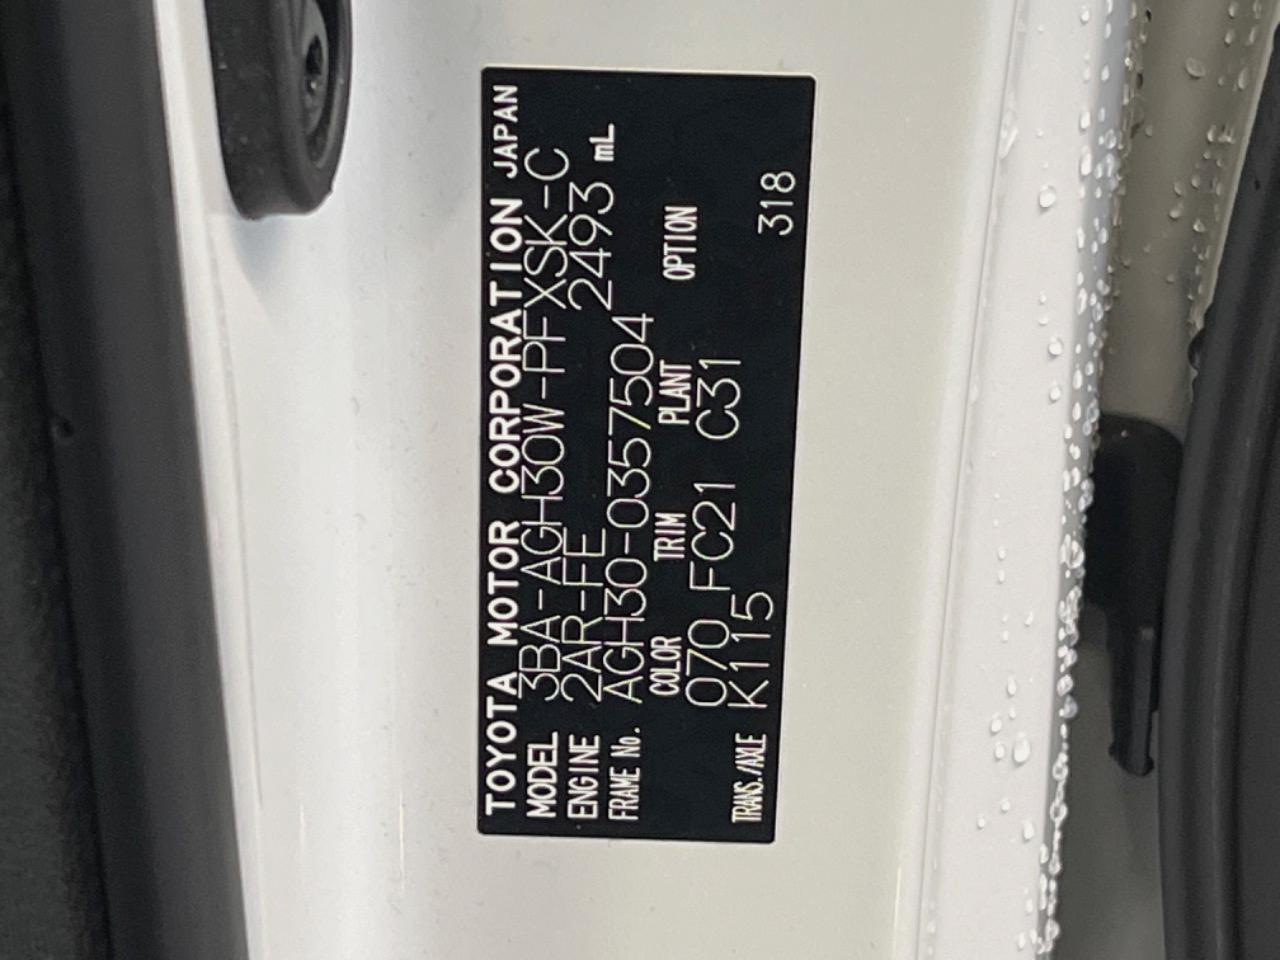 TOYOTA MOTOR CORPORATION JAPAN
MODEL 3BA-AGH30W-PFXSK-C
ENGINE 2AR-FE 2493 mL
FRAME No. AGH30-0357504
COLOR TRIM PLANT OPTION
070 FC21 C31
TRANS./AXLE K115 318